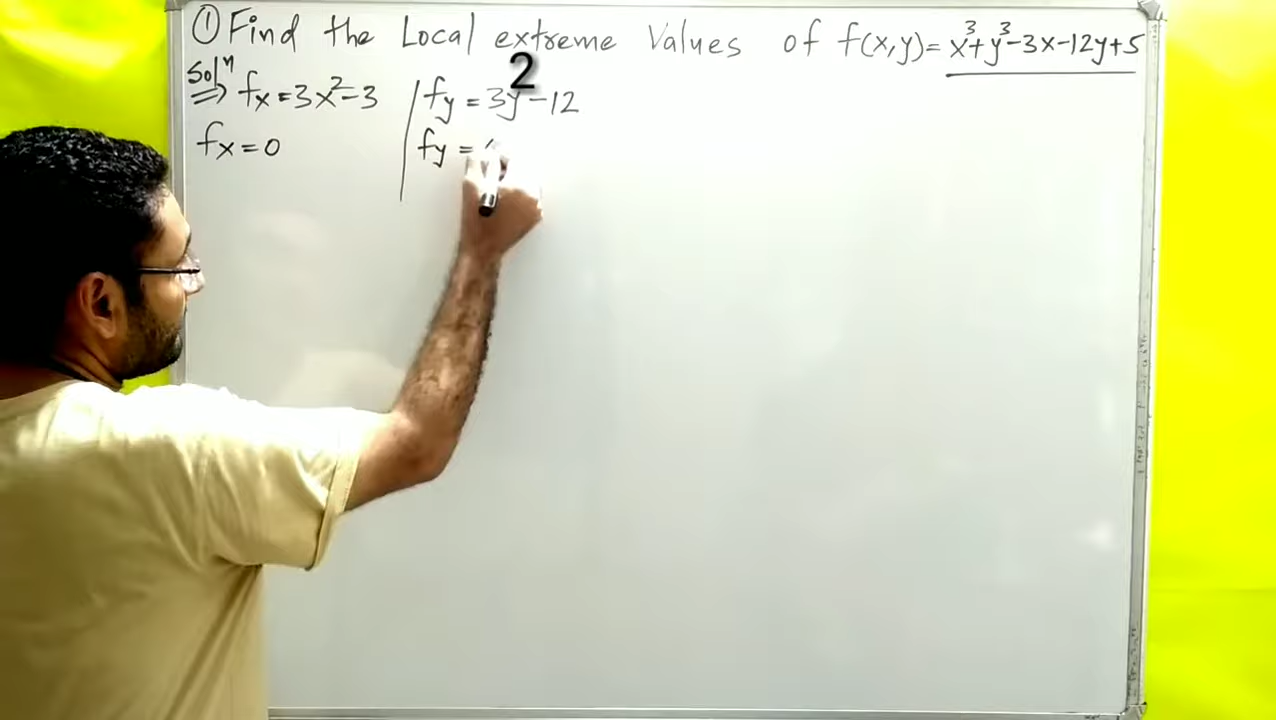 ① Find the Local extreme Values of f(x,y)= x³+y³-3x-12y+5
Solⁿ
⇒ fx=3x²-3 | fy=3y²-12
fx=0 fy=